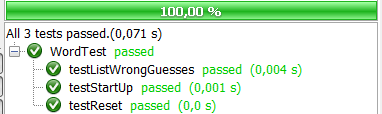 100,00 %
All 3 tests passed.(0,071 s)
WordTest passed
testListWrongGuesses passed (0,004 s)
testStartUp passed (0,001 s)
testReset passed (0,0 s)